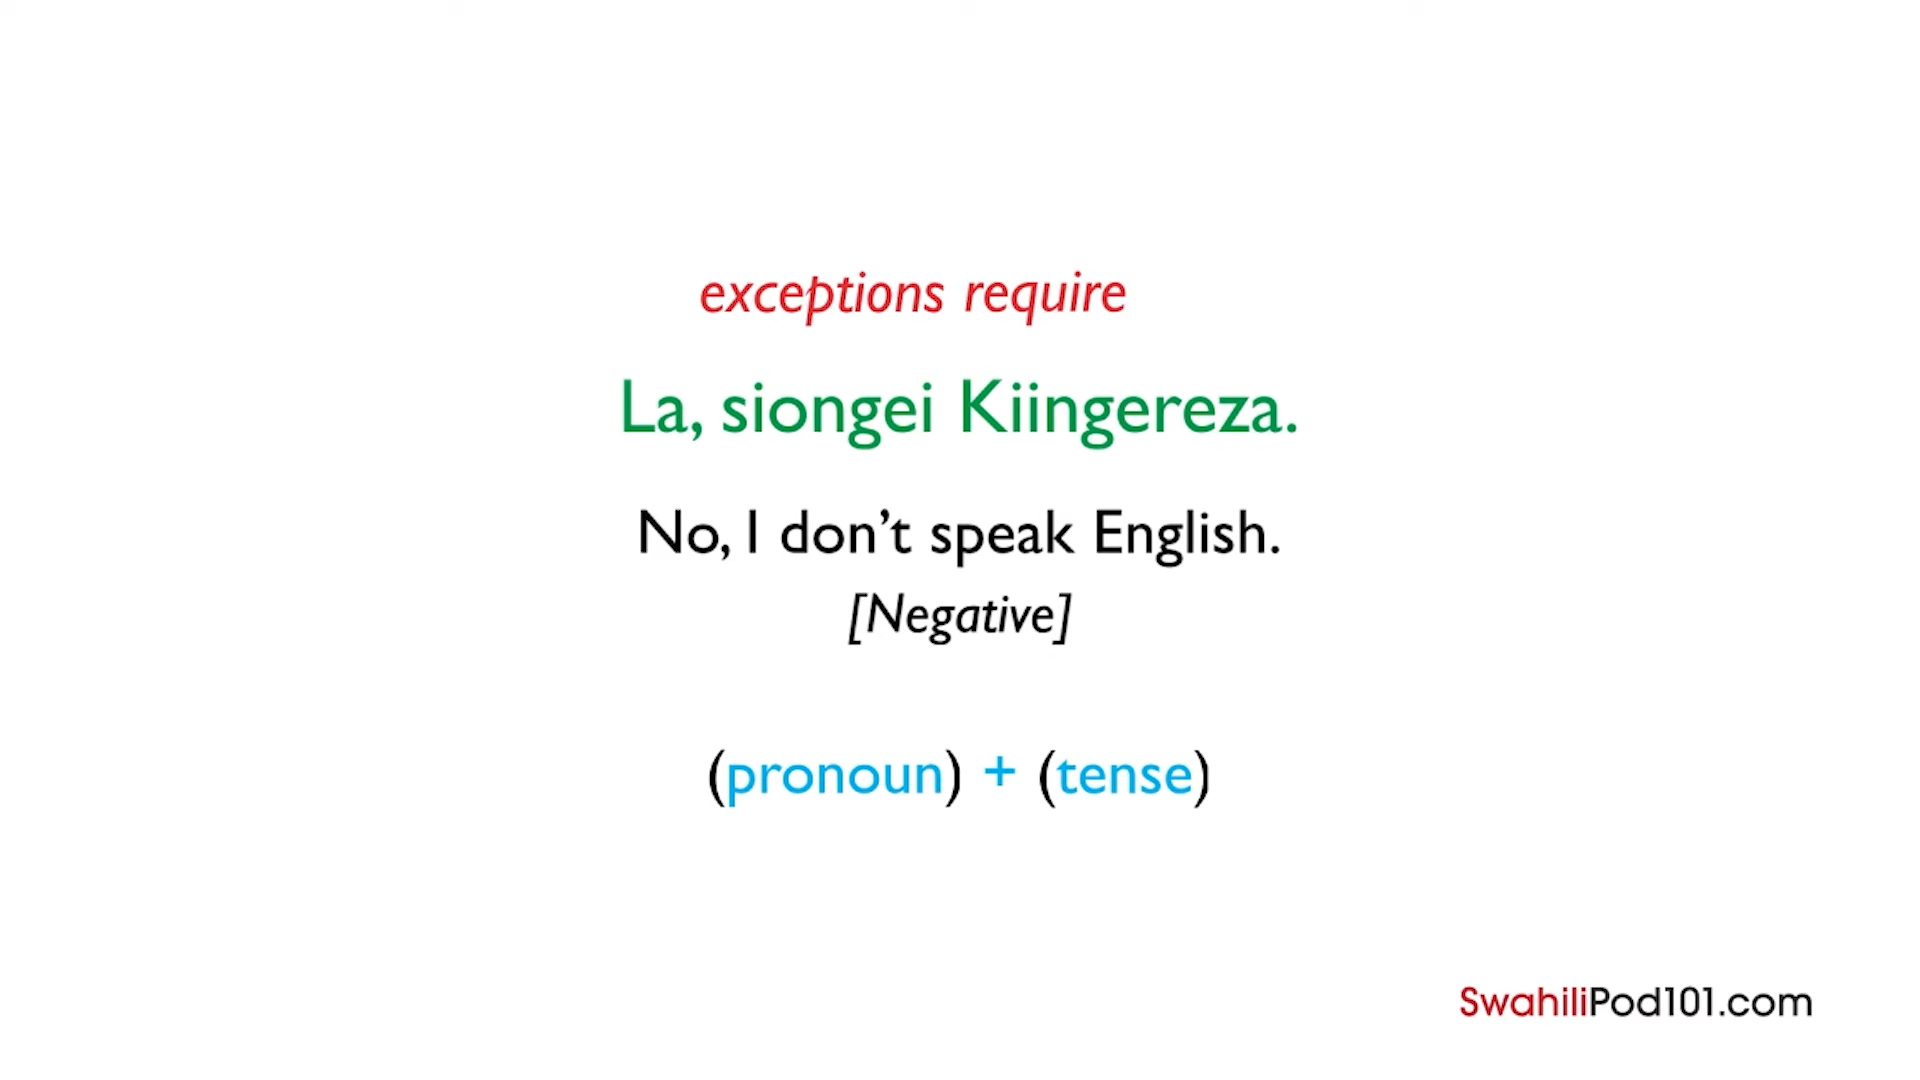 exceptions require
La, siongei Kiingereza.
No, I don’t speak English.
[Negative]
(pronoun) + (tense)
SwahiliPod101.com